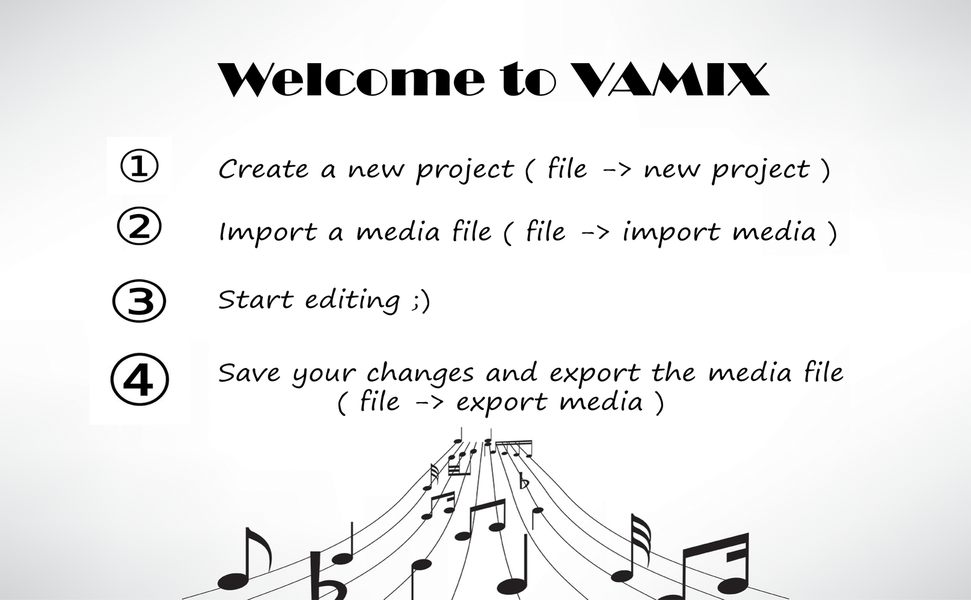 Welcome to VAMIX
① Create a new project ( file -> new project )
② Import a media file ( file -> import media )
③ Start editing ;)
④ Save your changes and export the media file
( file -> export media )